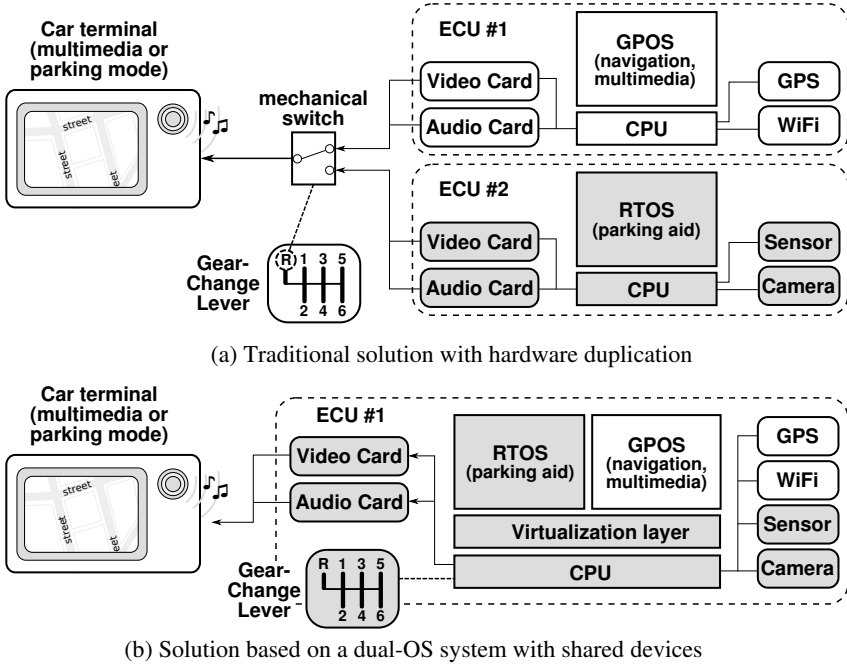 Car terminal
(multimedia or
parking mode)
street
street
eet
mechanical
switch
ECU #1
Video Card
Audio Card
GPOS
(navigation,
multimedia)
CPU
GPS
WiFi
ECU #2
Video Card
Audio Card
RTOS
(parking aid)
CPU
Sensor
Camera
Gear-
Change
Lever
R 1 3 5
2 4 6
(a) Traditional solution with hardware duplication
Car terminal
(multimedia or
parking mode)
street
street
eet
ECU #1
Video Card
Audio Card
RTOS
(parking aid)
GPOS
(navigation,
multimedia)
Virtualization layer
CPU
GPS
WiFi
Sensor
Camera
Gear-
Change
Lever
R 1 3 5
2 4 6
(b) Solution based on a dual-OS system with shared devices